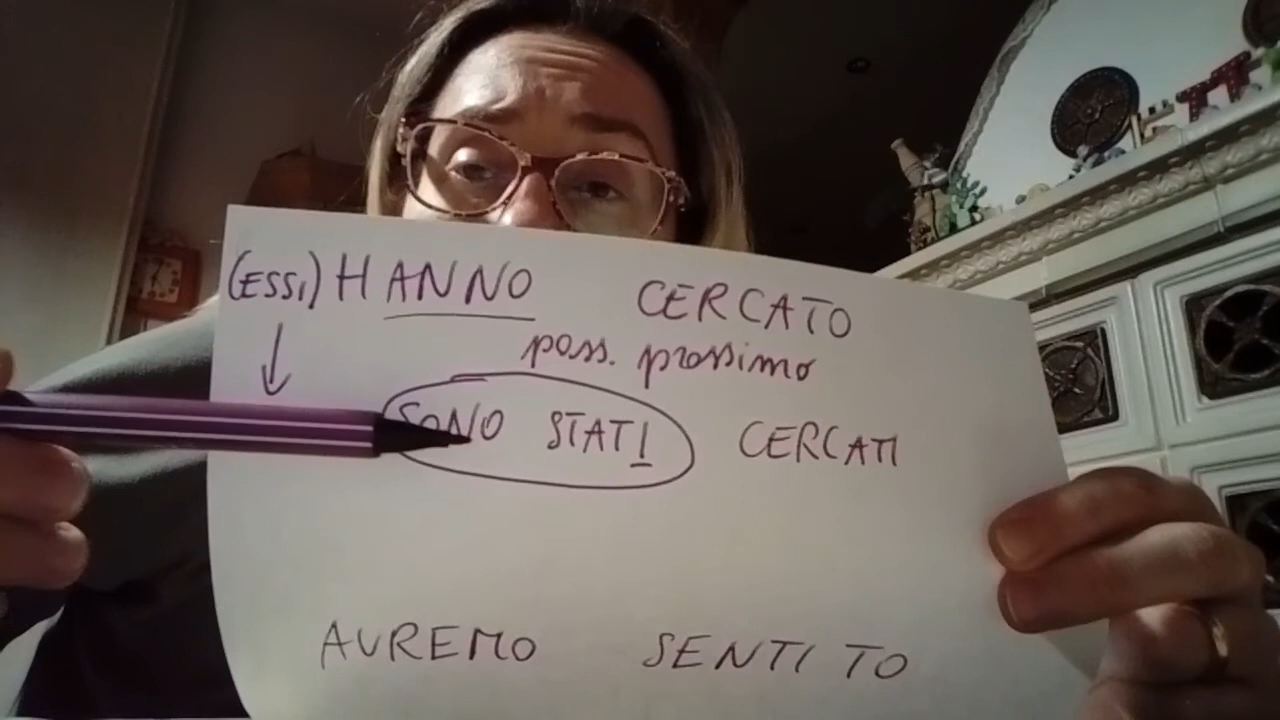 (ESSI) HANNO CERCATO
pass. prossimo
SONO STATI CERCATI
AVREMO SENTITO